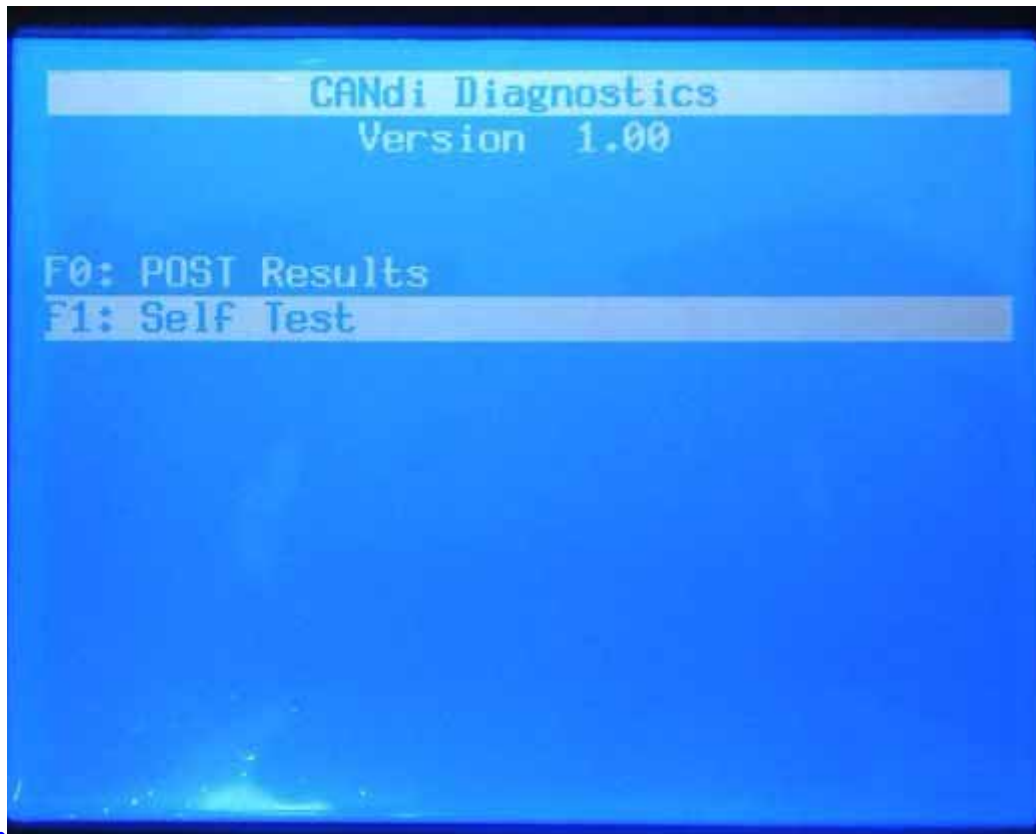 CANdi Diagnostics
Version 1.00
F0: POST Results
F1: Self Test